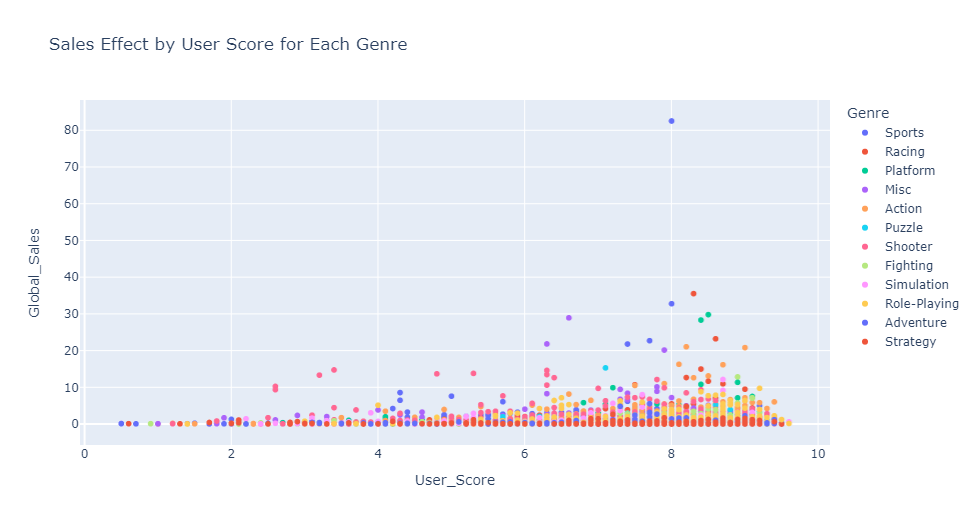 Sales Effect by User Score for Each Genre
Genre
Sports
Racing
Platform
Misc
Action
Puzzle
Shooter
Fighting
Simulation
Role-Playing
Adventure
Strategy
Global_Sales
80
70
60
50
40
30
20
10
0
0 2 4 6 8 10
User_Score